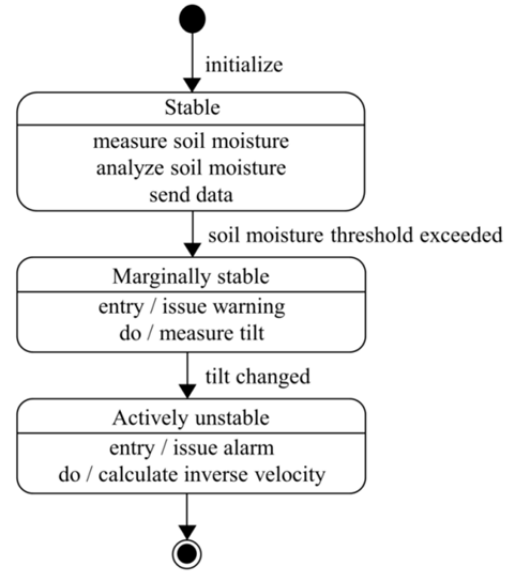 initialize
Stable
measure soil moisture
analyze soil moisture
send data
soil moisture threshold exceeded
Marginally stable
entry / issue warning
do / measure tilt
tilt changed
Actively unstable
entry / issue alarm
do / calculate inverse velocity